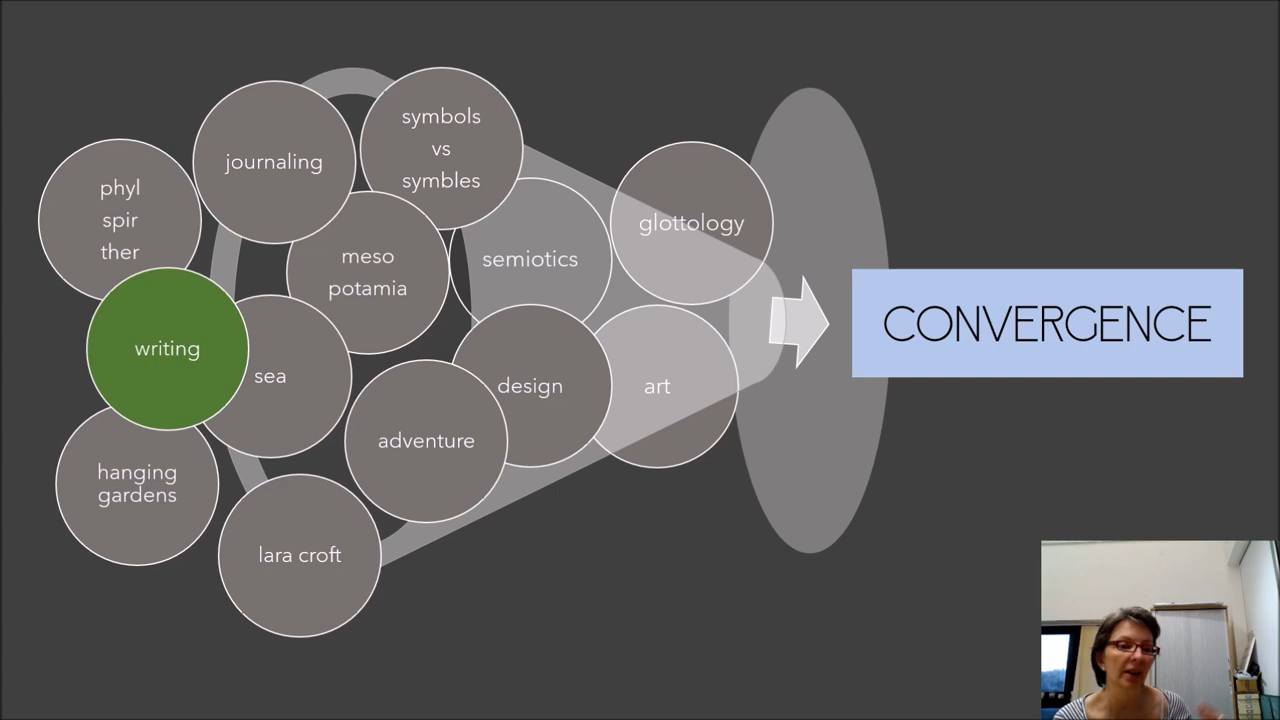 symbols
vs
symbles
journaling
phyl
spir
ther
glottology
meso
potamia
semiotics
CONVERGENCE
writing
sea
design
art
adventure
hanging
gardens
lara croft